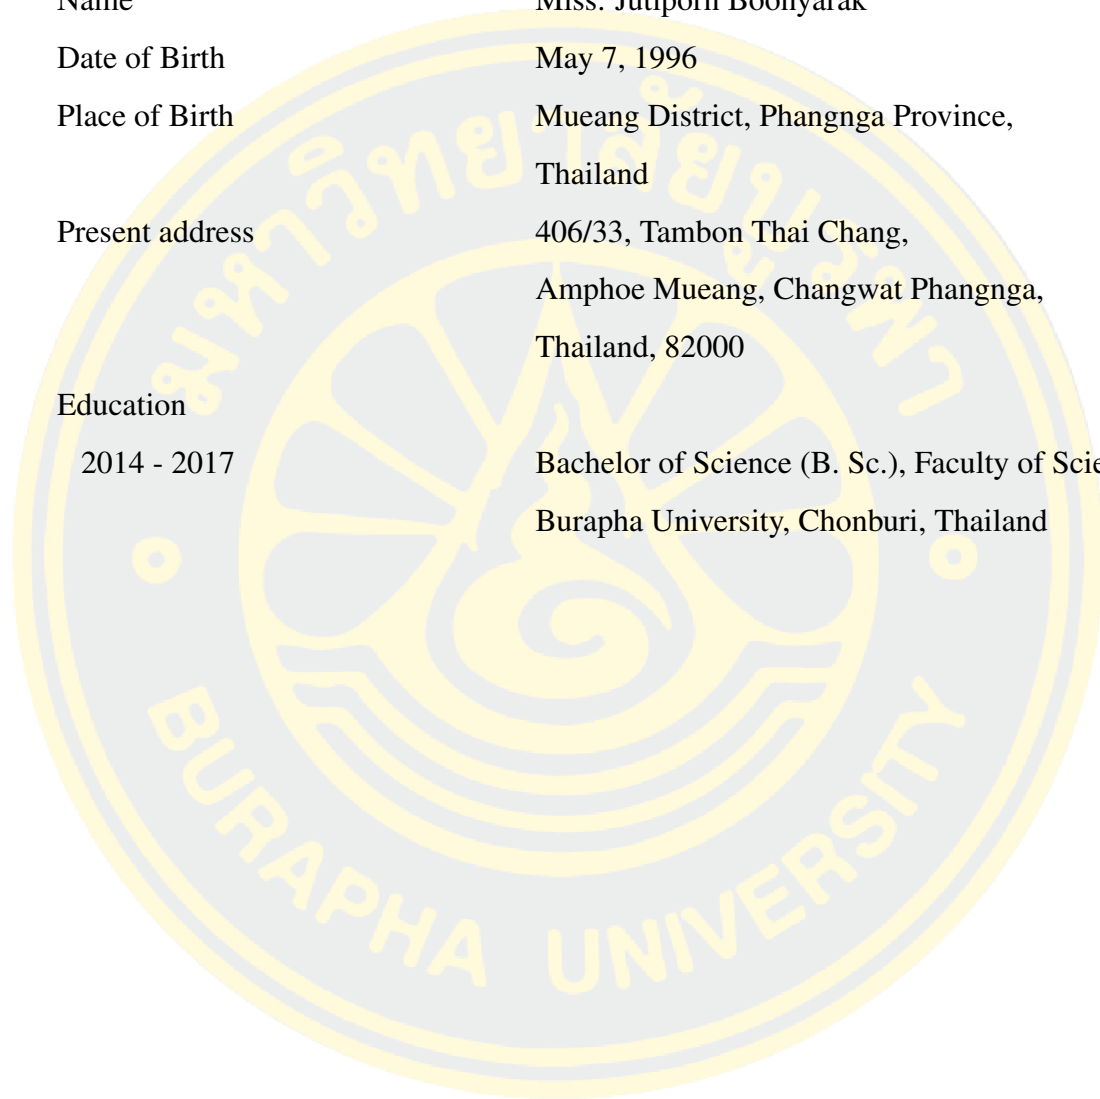 Name Miss. Jutiporn Boonyarak
Date of Birth May 7, 1996
Place of Birth Mueang District, Phangnga Province,
Thailand
Present address 406/33, Tambon Thai Chang,
Amphoe Mueang, Changwat Phangnga,
Thailand, 82000
Education
2014 - 2017 Bachelor of Science (B. Sc.), Faculty of Scie
Burapha University, Chonburi, Thailand
มหาวิทยาลัยบูรพา
BURAPHA UNIVERSITY